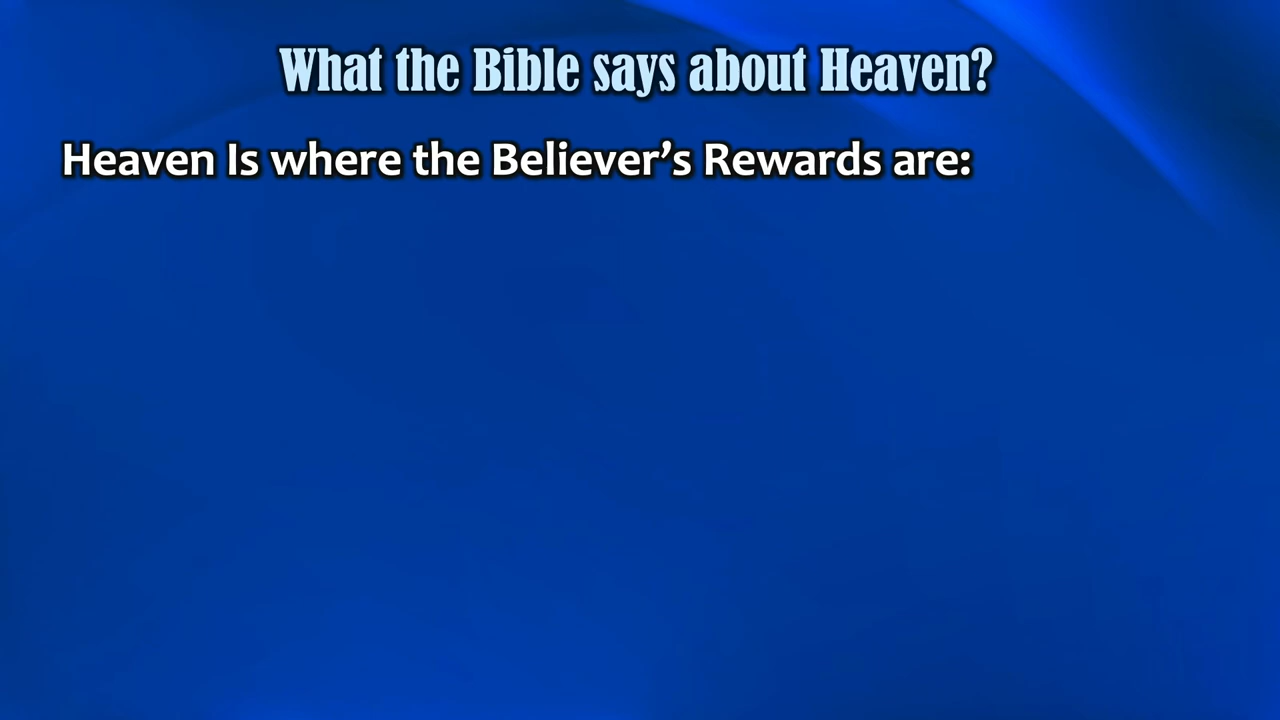 What the Bible says about Heaven?
Heaven Is where the Believer’s Rewards are: